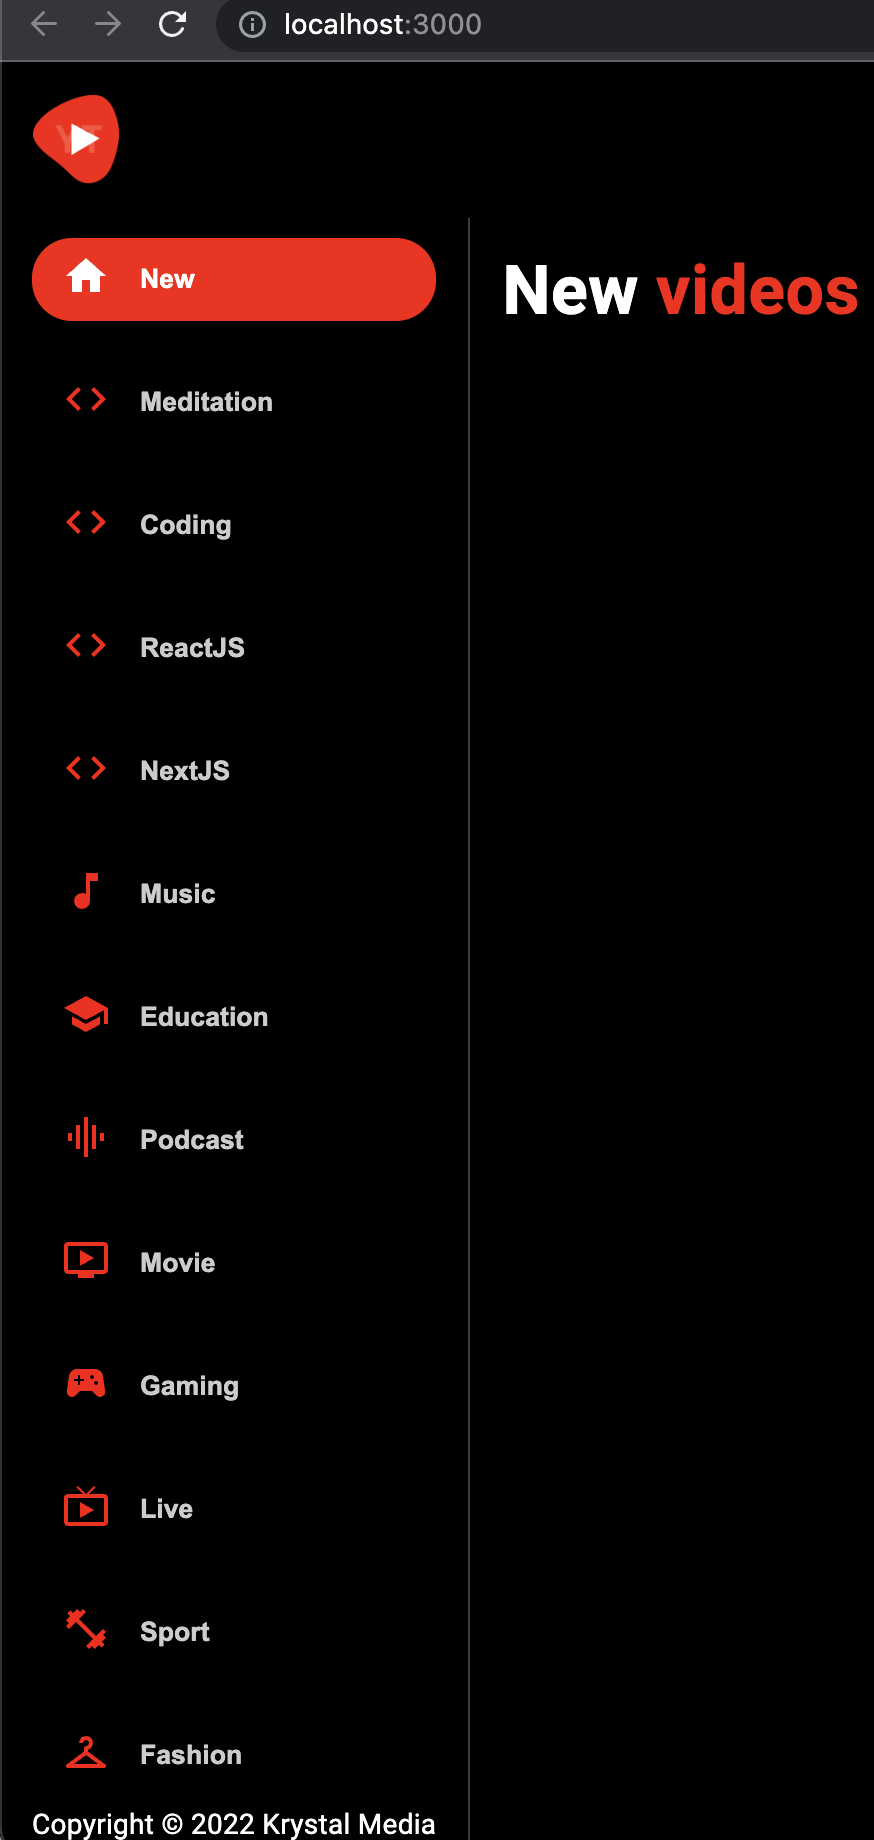 localhost:3000
YT
New
New videos
Meditation
Coding
ReactJS
NextJS
Music
Education
Podcast
Movie
Gaming
Live
Sport
Fashion
Copyright © 2022 Krystal Media